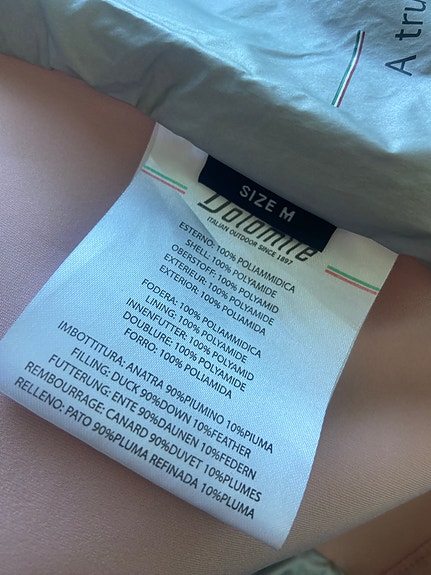 A tru
SIZE M
Dolomite
ITALIAN OUTDOOR SINCE 1897
ESTERNO: 100% POLIAMMIDICA
SHELL: 100% POLYAMIDE
OBERSTOFF: 100% POLYAMID
EXTERIEUR: 100% POLYAMIDE
EXTERIOR: 100% POLIAMIDA
FODERA: 100% POLIAMMIDICA
LINING: 100% POLYAMIDE
INNENFUTTER: 100% POLYAMID
DOUBLURE: 100% POLYAMIDE
FORRO: 100% POLIAMIDA
IMBOTTITURA: ANATRA 90%PIUMINO 10%PIUMA
FILLING: DUCK 90%DOWN 10%FEATHER
FUTTERUNG: ENTE 90%DAUNEN 10%FEDERN
REMBOURRAGE: CANARD 90%DUVET 10%PLUMES
RELLENO: PATO 90%PLUMA REFINADA 10%PLUMA